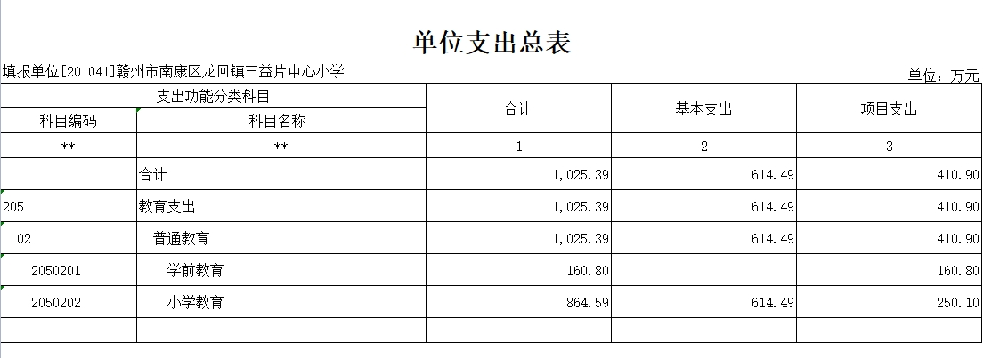 单位支出总表
填报单位[201041]赣州市南康区龙回镇三益片中心小学
单位：万元
支出功能分类科目 合计 基本支出 项目支出
科目编码 科目名称
** ** 1 2 3
合计 1,025.39 614.49 410.90
205 教育支出 1,025.39 614.49 410.90
02 普通教育 1,025.39 614.49 410.90
2050201 学前教育 160.80 160.80
2050202 小学教育 864.59 614.49 250.10